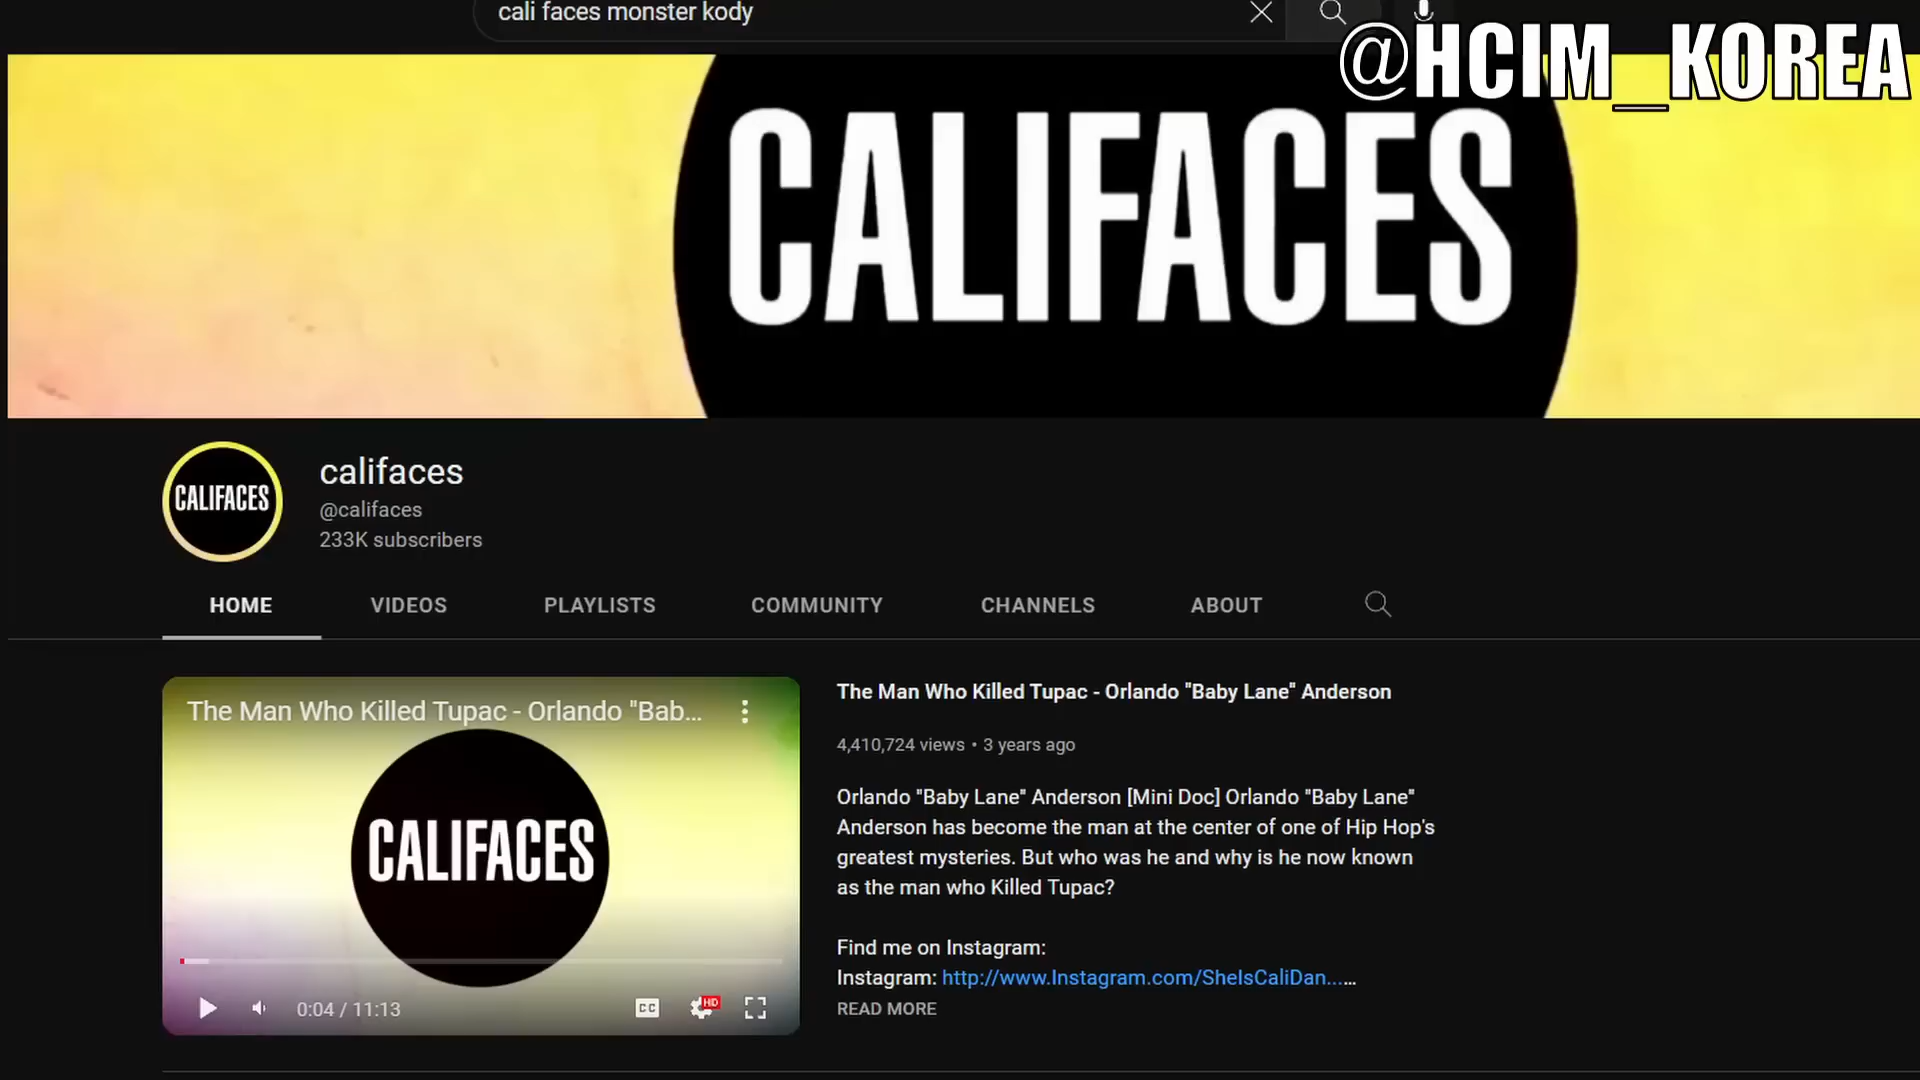 cali faces monster kody
@HCIM_KOREA
CALIFACES
CALIFACES
califaces
@califaces
233K subscribers
HOME VIDEOS PLAYLISTS COMMUNITY CHANNELS ABOUT
The Man Who Killed Tupac - Orlando "Bab...
CALIFACES
0:04 / 11:13
CC
HD
The Man Who Killed Tupac - Orlando "Baby Lane" Anderson
4,410,724 views • 3 years ago
Orlando "Baby Lane" Anderson [Mini Doc] Orlando "Baby Lane"
Anderson has become the man at the center of one of Hip Hop's
greatest mysteries. But who was he and why is he now known
as the man who Killed Tupac?
Find me on Instagram:
Instagram: http://www.Instagram.com/SheIsCaliDan......
READ MORE